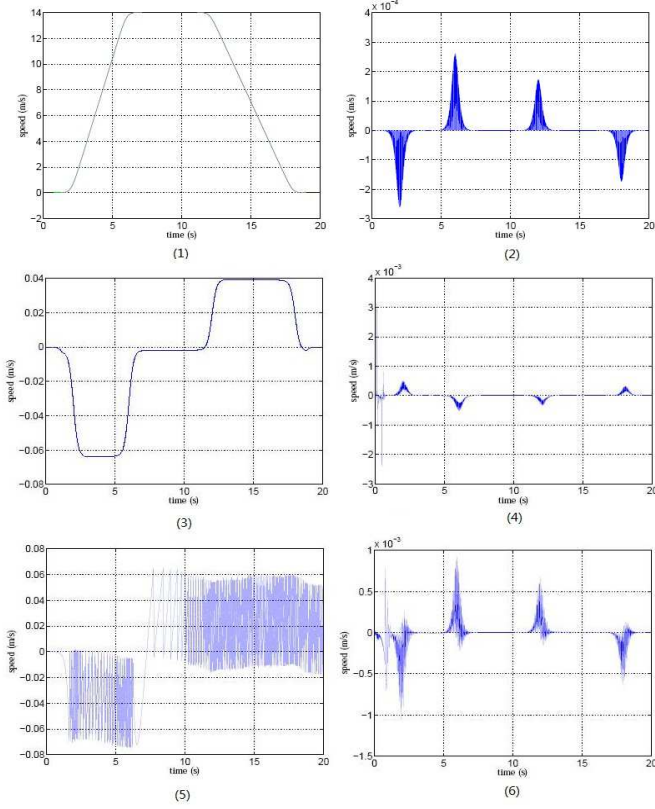 14
12
10
8
6
4
2
0
−2
speed (m/s)
0 5 10 15 20
time (s)
(1)
x 10⁻⁴
4
3
2
1
0
−1
−2
−3
−4
speed (m/s)
0 5 10 15 20
time (s)
(2)
0.04
0.02
0
−0.02
−0.04
−0.06
−0.08
speed (m/s)
0 5 10 15 20
time (s)
(3)
x 10⁻³
4
3
2
1
0
−1
−2
−3
speed (m/s)
0 5 10 15 20
time (s)
(4)
0.08
0.06
0.04
0.02
0
−0.02
−0.04
−0.06
−0.08
speed (m/s)
0 5 10 15 20
time (s)
(5)
x 10⁻³
1
0.5
0
−0.5
−1
−1.5
speed (m/s)
0 5 10 15 20
time (s)
(6)